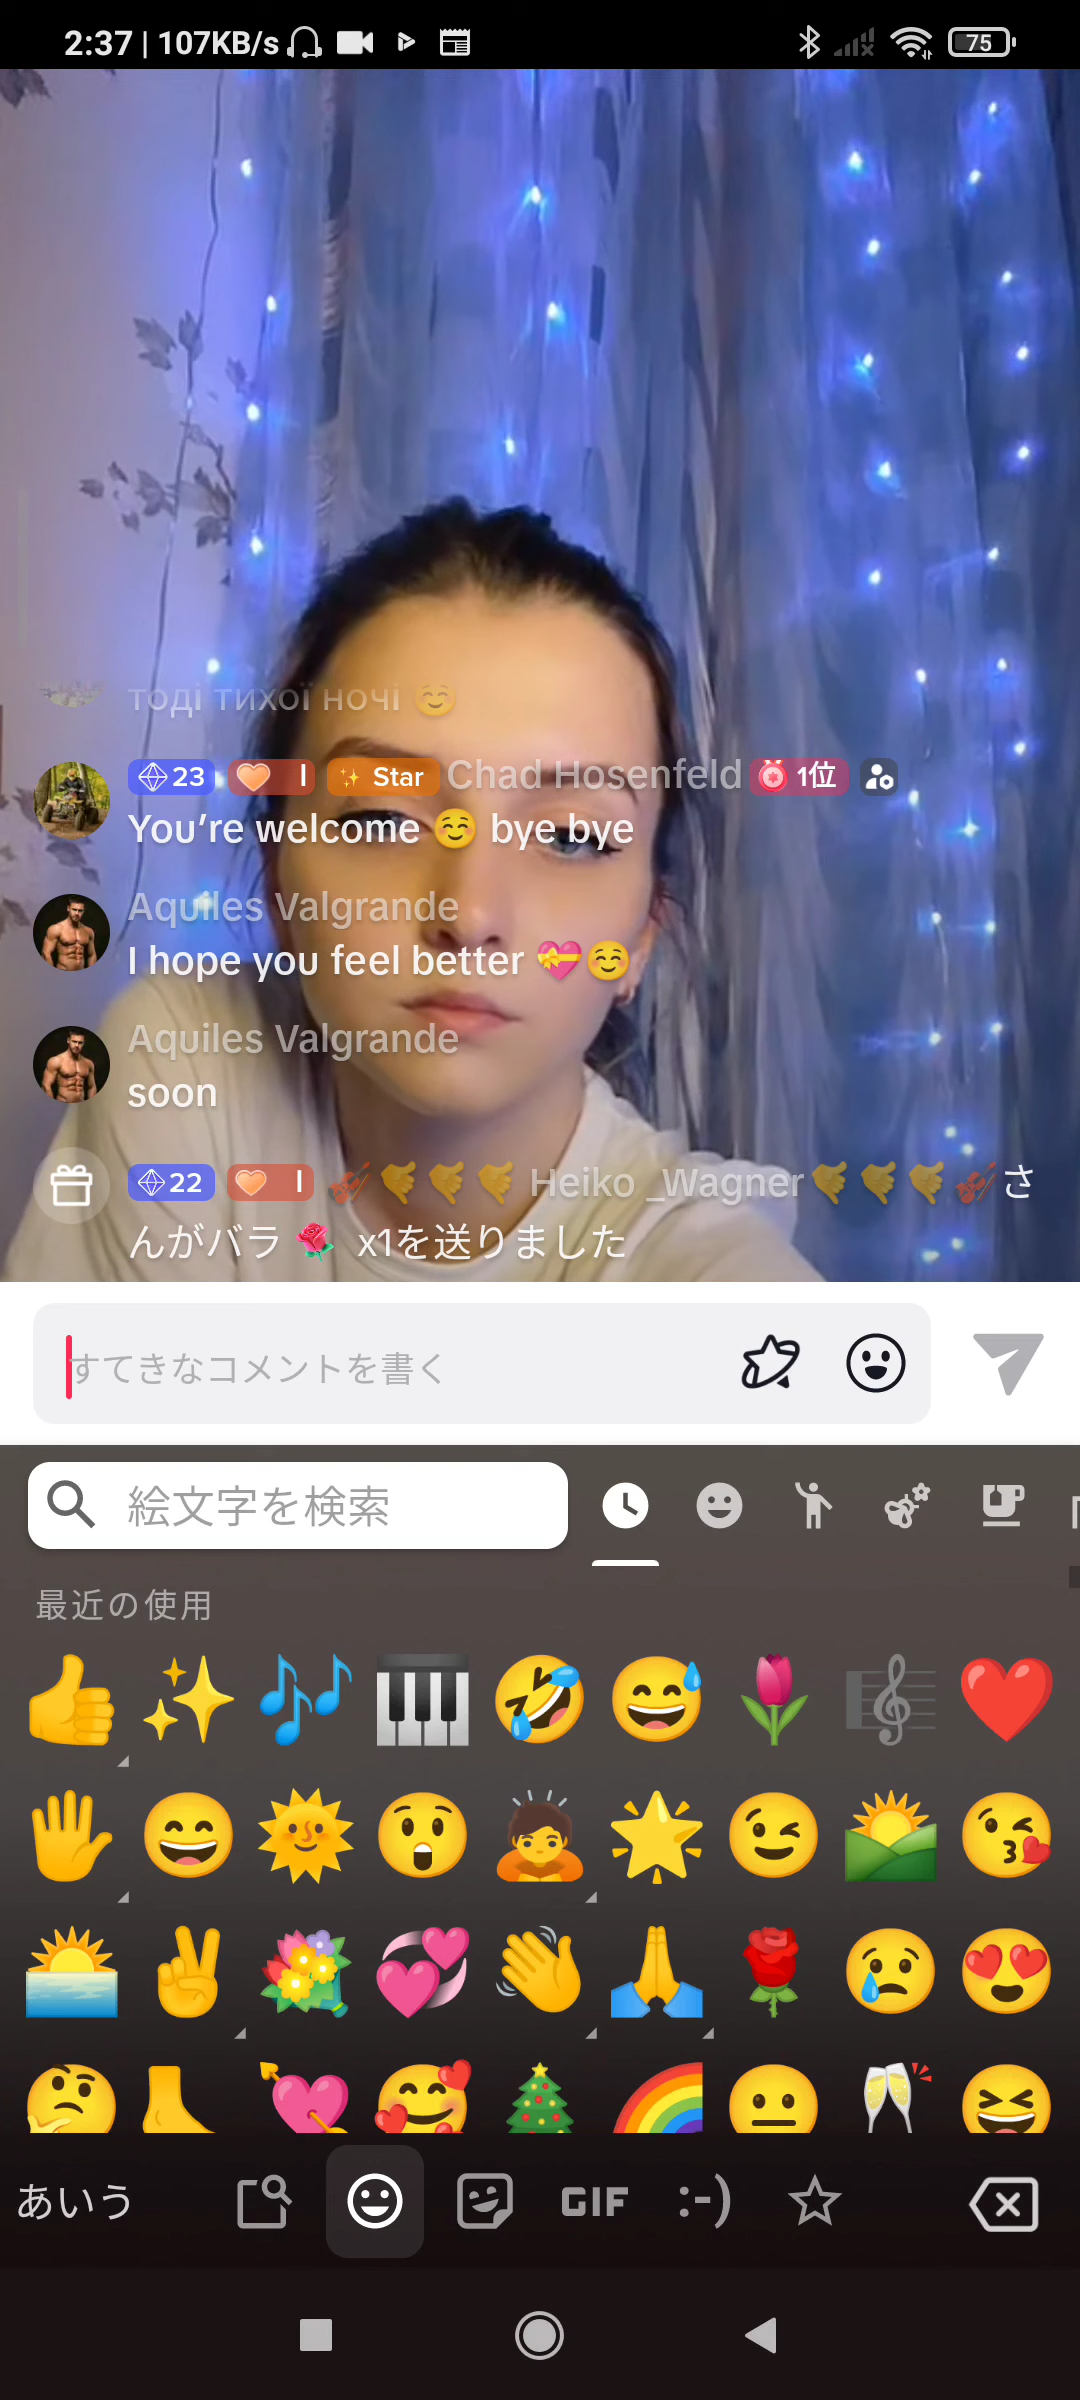 2:37 | 107KB/s
75
тоді тихої ночі ☺️
23 I Star Chad Hosenfeld 1位
You're welcome ☺️ bye bye
Aquiles Valgrande
I hope you feel better 💝☺️
Aquiles Valgrande
soon
22 I 🎻🤙🤙🤙 Heiko _Wagner🤙🤙🤙🎻さ
んがバラ 🌹 x1を送りました
すてきなコメントを書く
絵文字を検索
最近の使用
あいう
GIF
:-)